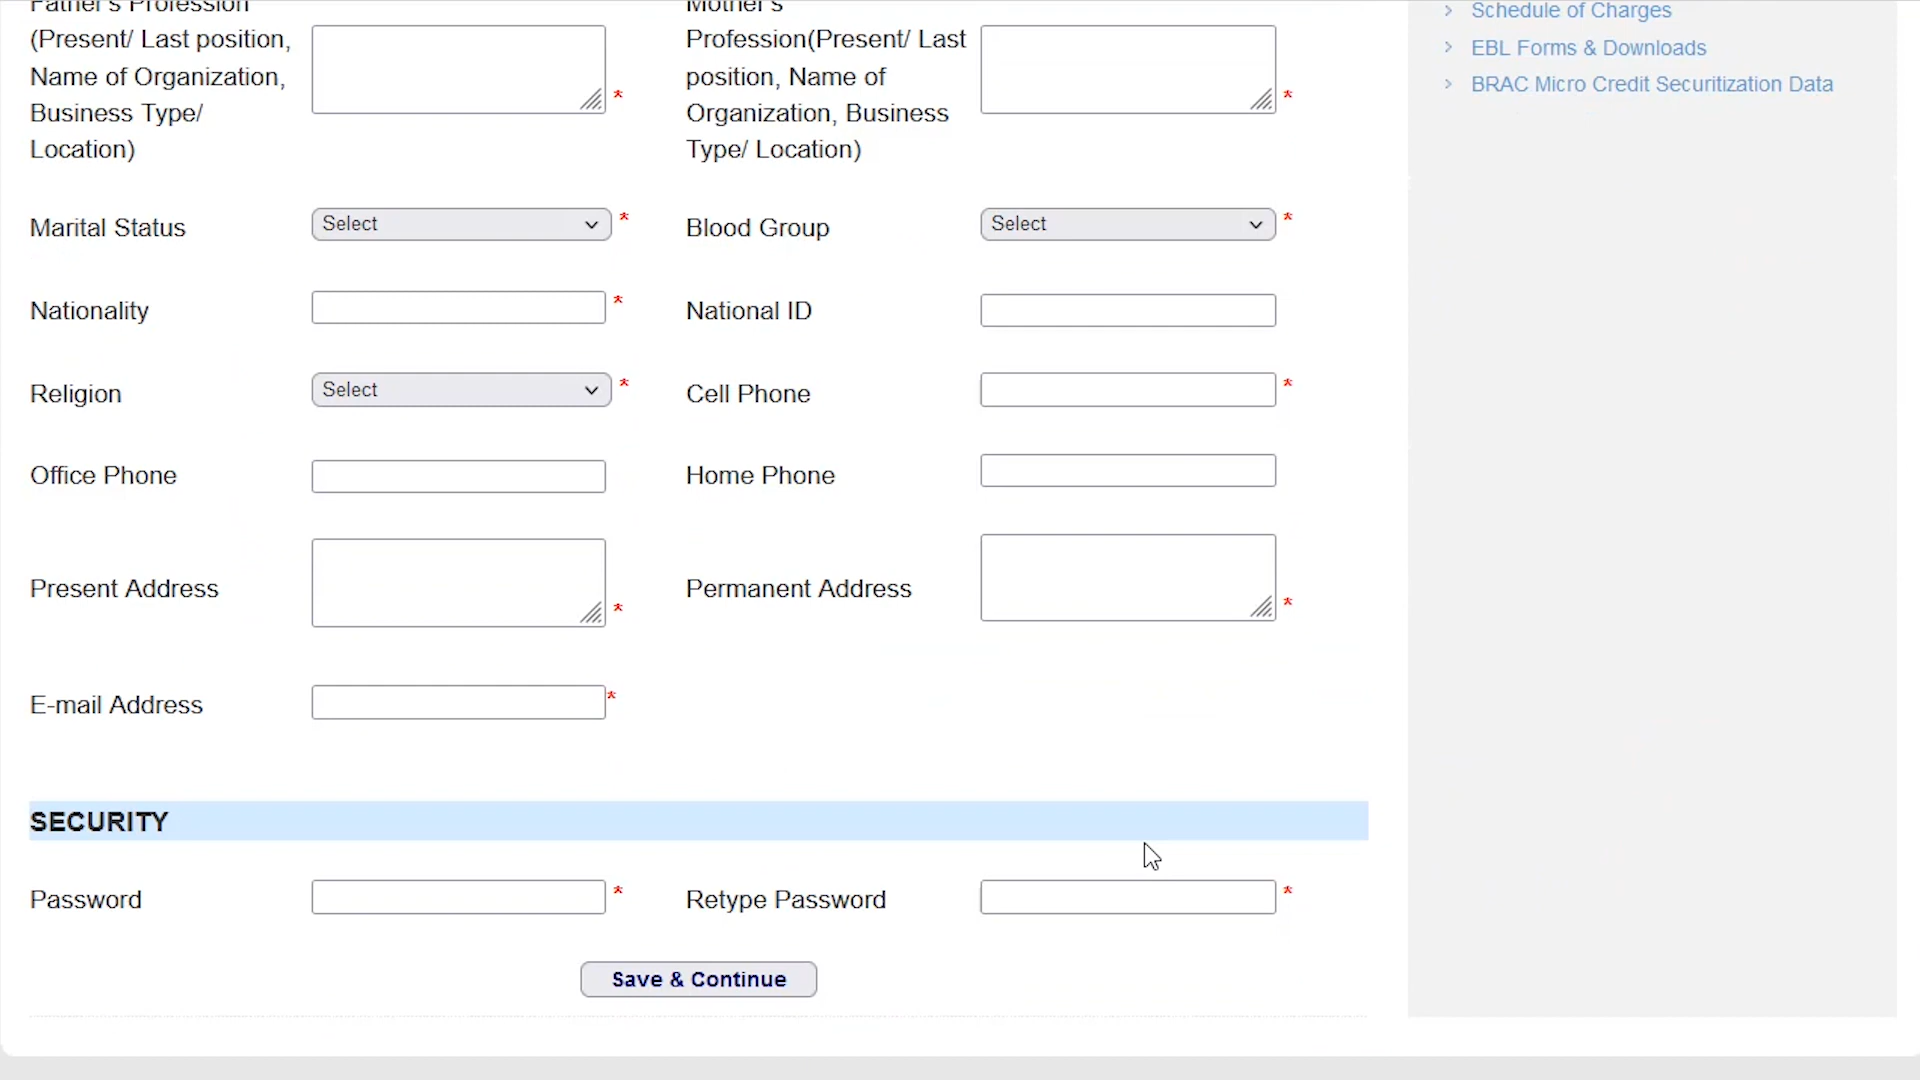 Father's Profession
(Present/ Last position,
Name of Organization,
Business Type/
Location)
*
Mother's
Profession(Present/ Last
position, Name of
Organization, Business
Type/ Location)
*
Marital Status
Select
*
Blood Group
Select
*
Nationality
*
National ID
Religion
Select
*
Cell Phone
*
Office Phone
Home Phone
Present Address
*
Permanent Address
*
E-mail Address
*
SECURITY
Password
*
Retype Password
*
Save & Continue
Schedule of Charges
EBL Forms & Downloads
BRAC Micro Credit Securitization Data